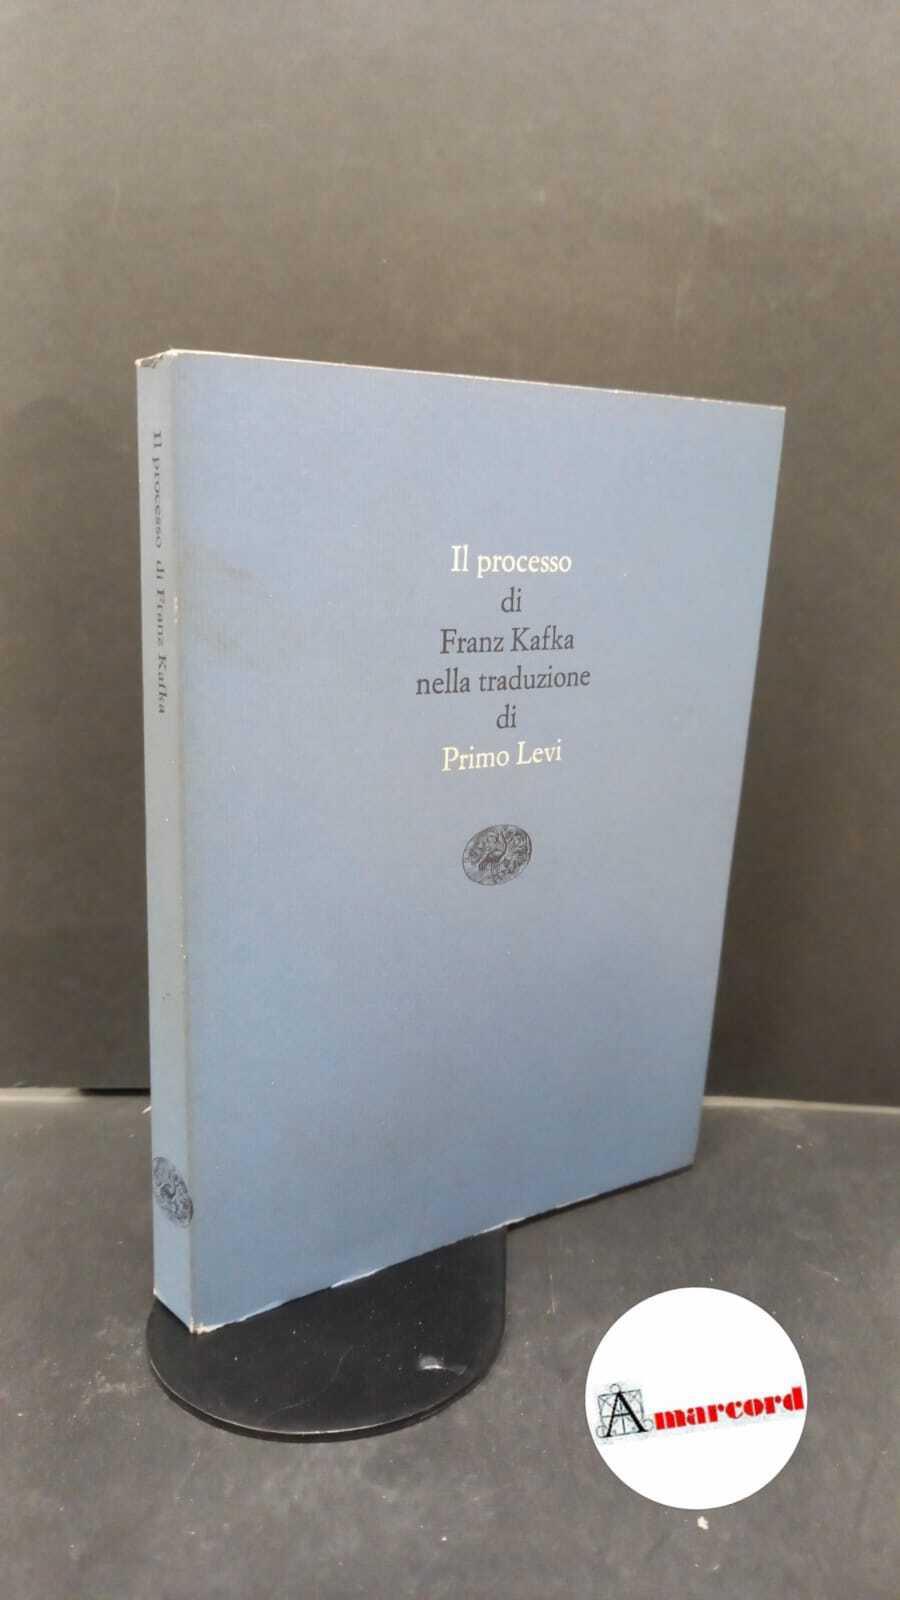 Il processo di Franz Kafka
Il processo
di
Franz Kafka
nella traduzione
di
Primo Levi
Amarcord